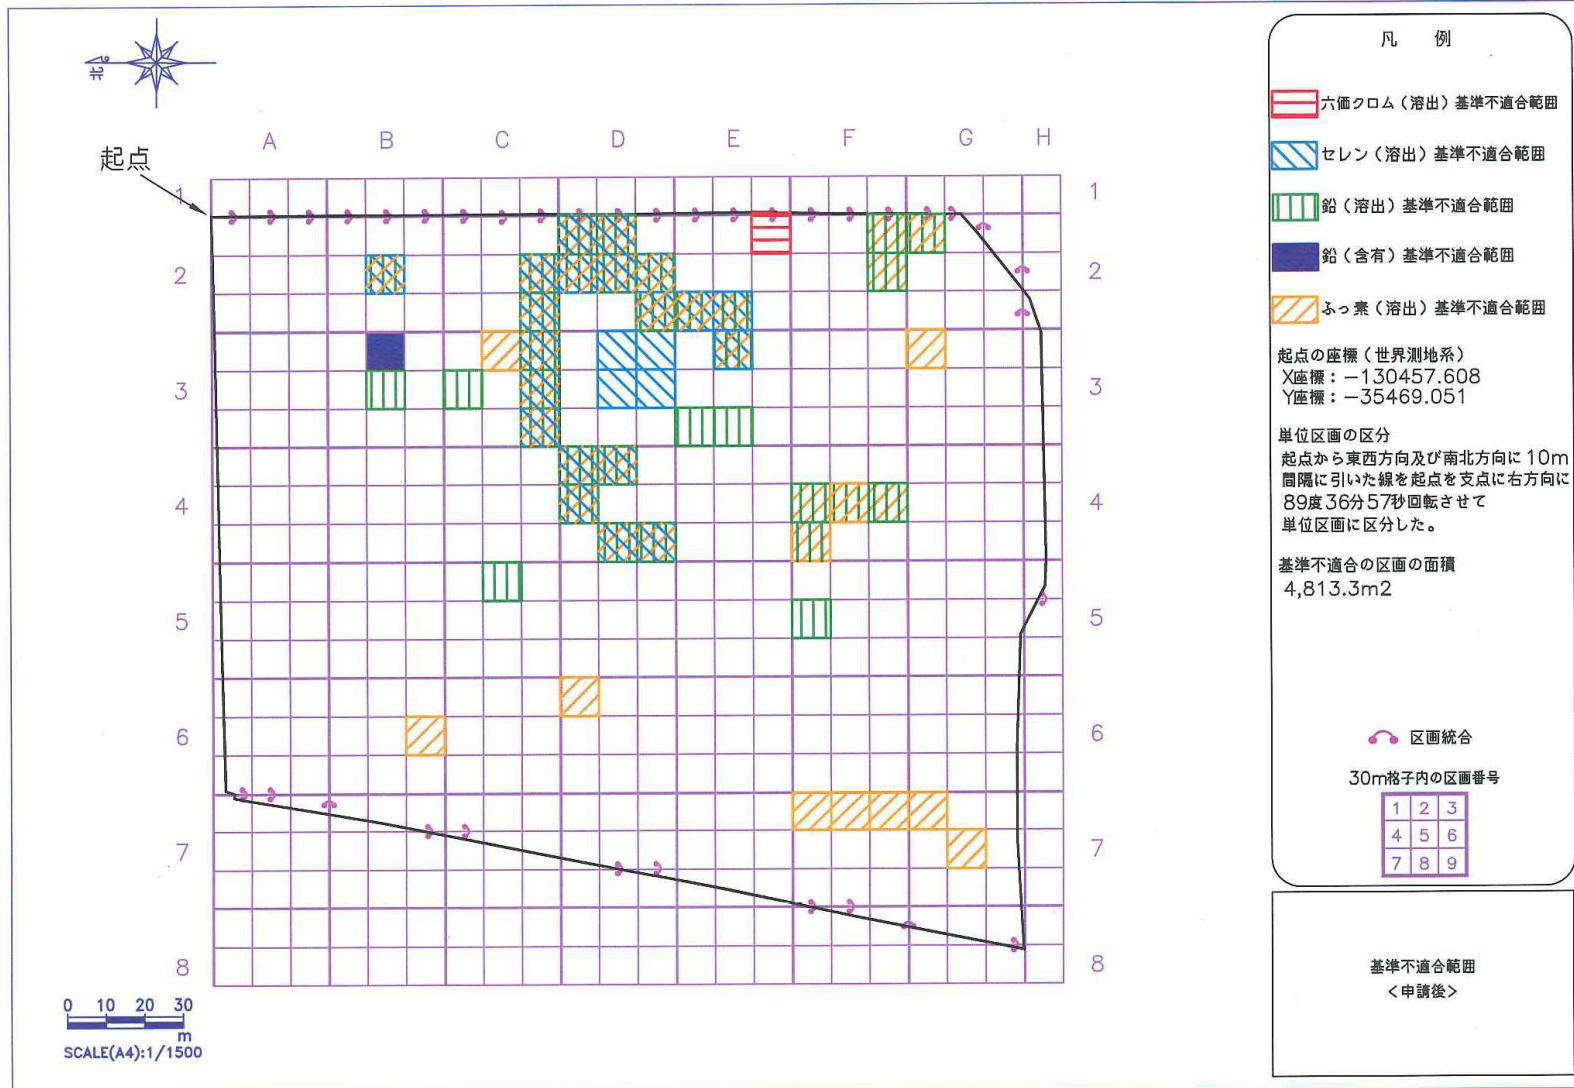 北
起点
A B C D E F G H
1 1
2 2
3 3
4 4
5 5
6 6
7 7
8 8
0 10 20 30
m
SCALE(A4):1/1500
凡 例
六価クロム(溶出)基準不適合範囲
セレン(溶出)基準不適合範囲
鉛(溶出)基準不適合範囲
鉛(含有)基準不適合範囲
ふっ素(溶出)基準不適合範囲
起点の座標(世界測地系)
X座標:-130457.608
Y座標:-35469.051
単位区画の区分
起点から東西方向及び南北方向に10m
間隔に引いた線を起点を支点に右方向に
89度36分57秒回転させて
単位区画に区分した。
基準不適合の区画の面積
4,813.3m2
区画統合
30m格子内の区画番号
1 2 3
4 5 6
7 8 9
基準不適合範囲
<申請後>